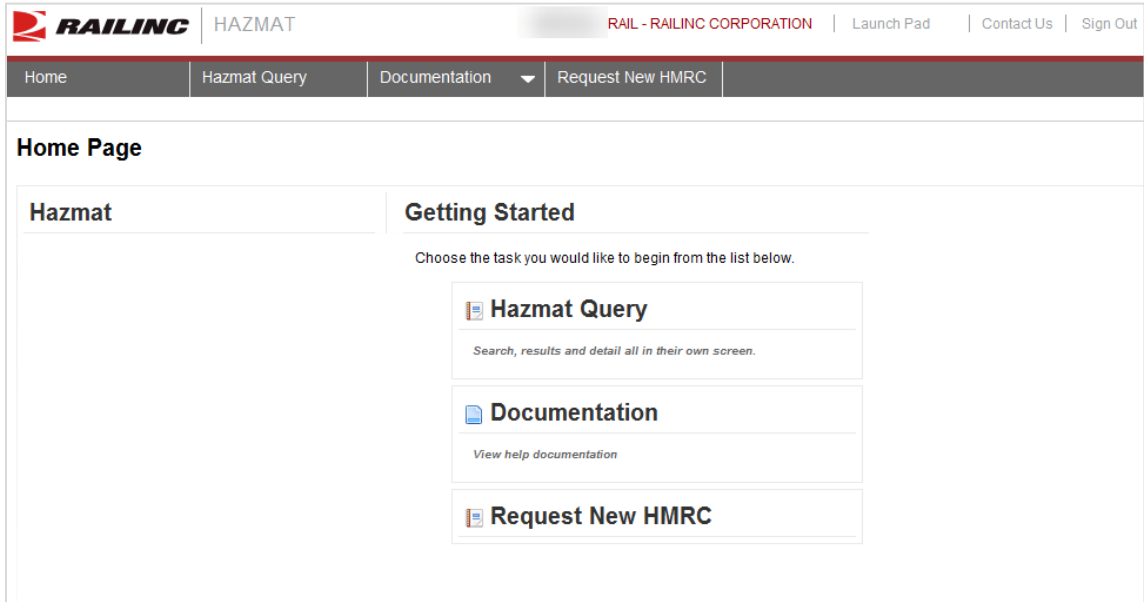 RAILINC HAZMAT RAIL - RAILINC CORPORATION Launch Pad Contact Us Sign Out
Home Hazmat Query Documentation Request New HMRC
Home Page
Hazmat
Getting Started
Choose the task you would like to begin from the list below.
Hazmat Query
Search, results and detail all in their own screen.
Documentation
View help documentation
Request New HMRC